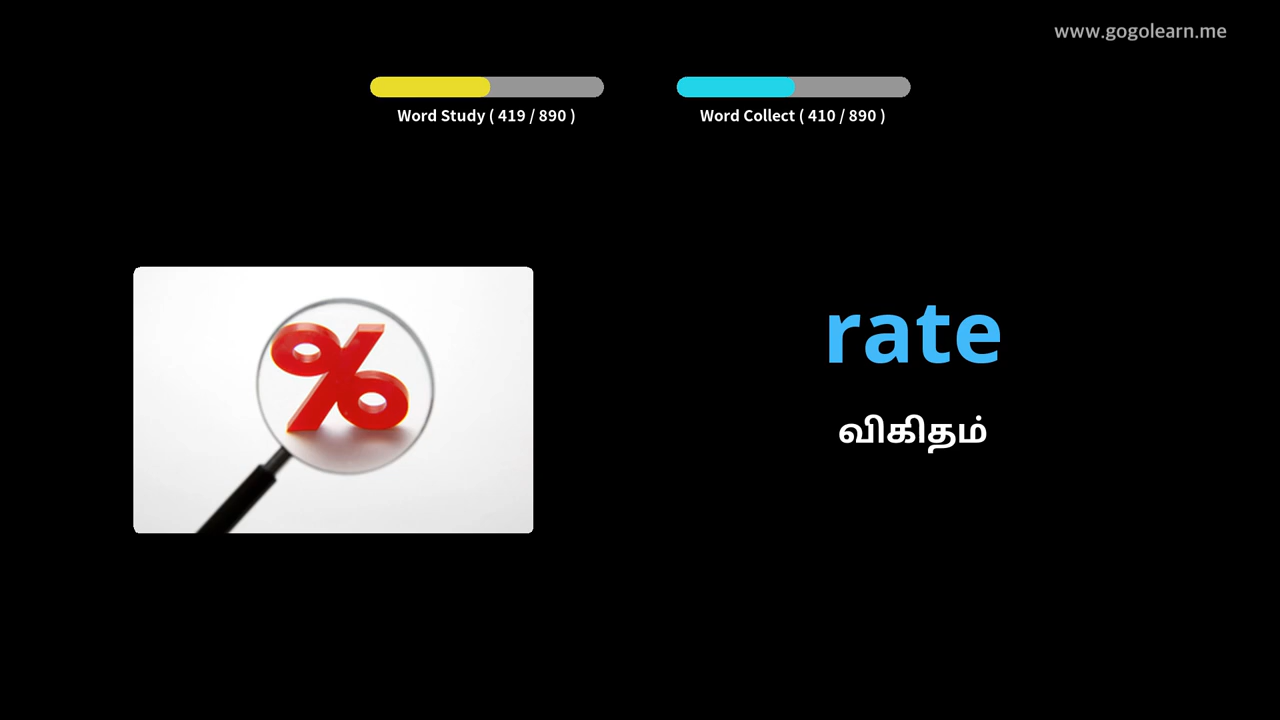 www.gogolearn.me
Word Study ( 419 / 890 )
Word Collect ( 410 / 890 )
%
rate
விகிதம்